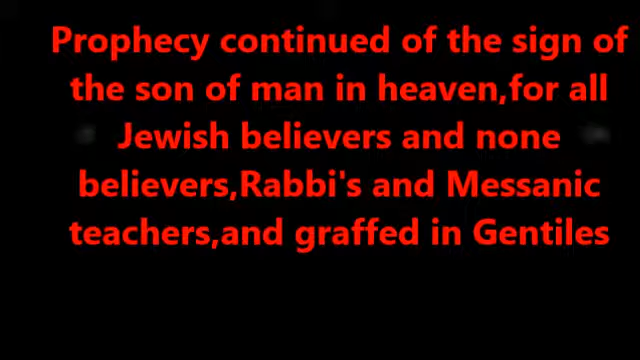 Prophecy continued of the sign of
the son of man in heaven,for all
Jewish believers and none
believers,Rabbi's and Messanic
teachers,and graffed in Gentiles